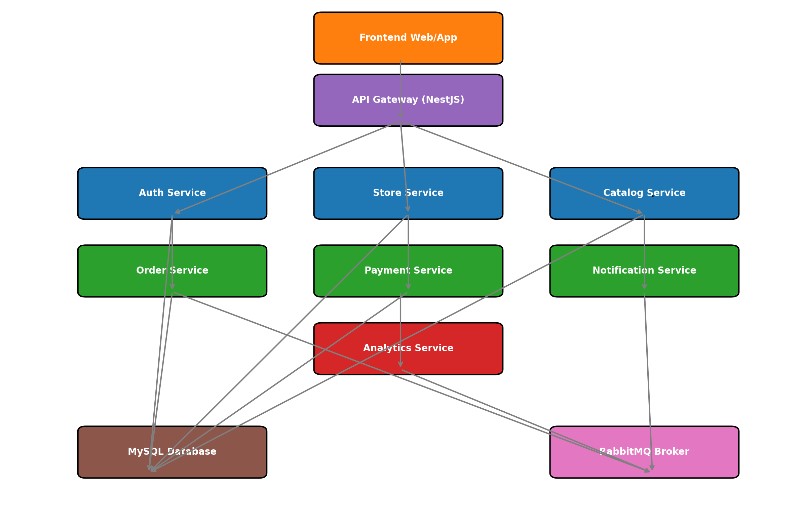 Frontend Web/App
API Gateway (NestJS)
Auth Service
Store Service
Catalog Service
Order Service
Payment Service
Notification Service
Analytics Service
MySQL Database
RabbitMQ Broker